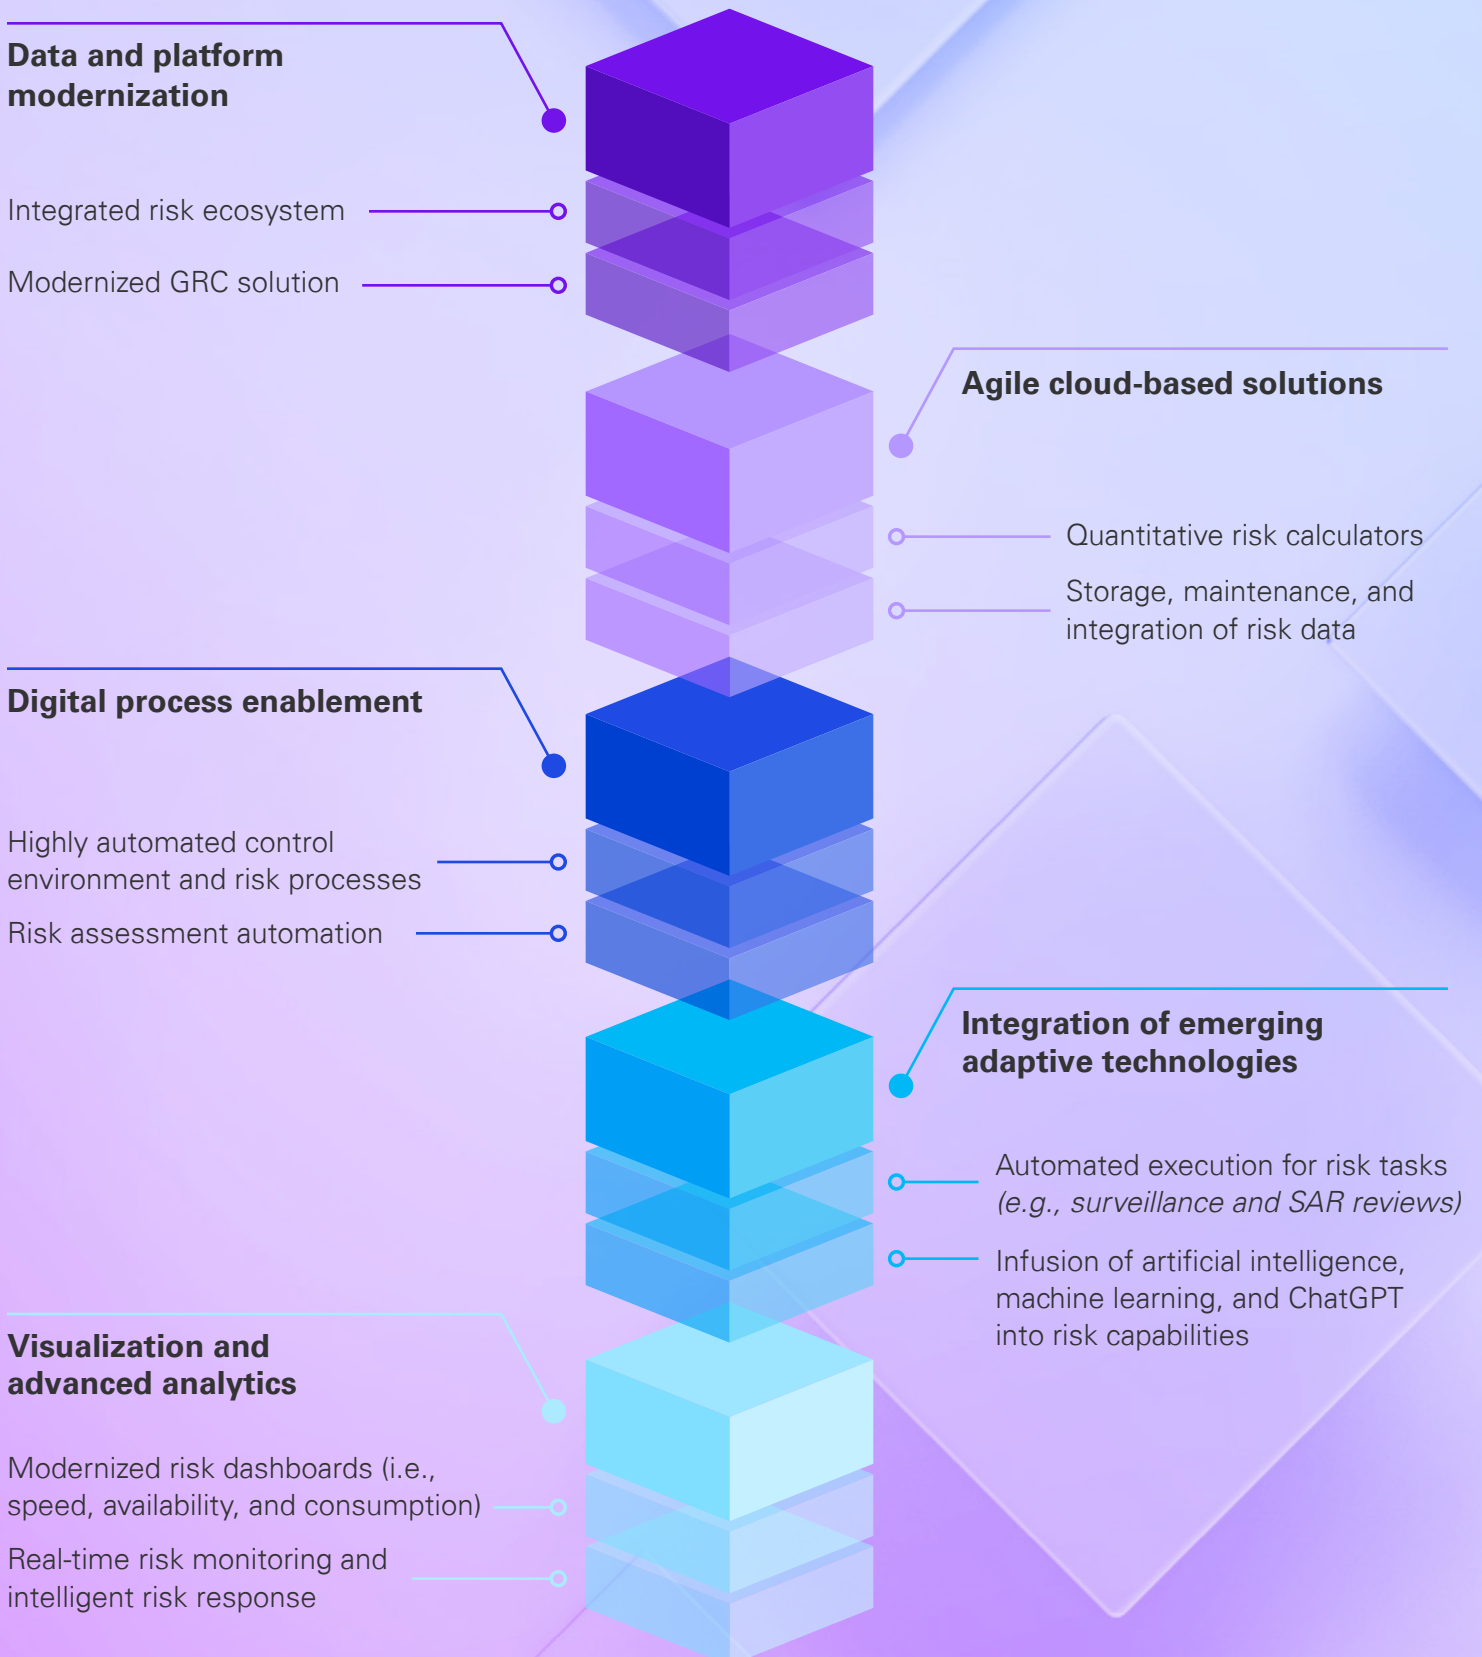 Data and platform
modernization
Integrated risk ecosystem
Modernized GRC solution
Agile cloud-based solutions
Quantitative risk calculators
Storage, maintenance, and
integration of risk data
Digital process enablement
Highly automated control
environment and risk processes
Risk assessment automation
Integration of emerging
adaptive technologies
Automated execution for risk tasks
(e.g., surveillance and SAR reviews)
Infusion of artificial intelligence,
machine learning, and ChatGPT
into risk capabilities
Visualization and
advanced analytics
Modernized risk dashboards (i.e.,
speed, availability, and consumption)
Real-time risk monitoring and
intelligent risk response